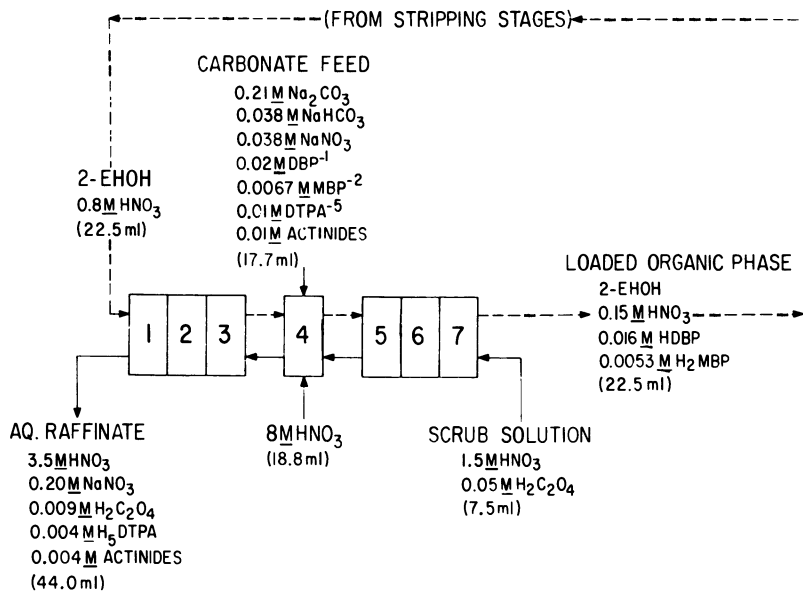 (FROM STRIPPING STAGES)
CARBONATE FEED
0.21 M Na2CO3
0.038 M NaHCO3
0.038 M NaNO3
0.02 M DBP-1
0.0067 M MBP-2
0.01 M DTPA-5
0.01 M ACTINIDES
(17.7 ml)
2-EHOH
0.8 M HNO3
(22.5 ml)
LOADED ORGANIC PHASE
2-EHOH
0.15 M HNO3
0.016 M HDBP
0.0053 M H2MBP
(22.5 ml)
1 2 3 4 5 6 7
AQ. RAFFINATE
3.5 M HNO3
0.20 M NaNO3
0.009 M H2C2O4
0.004 M H5DTPA
0.004 M ACTINIDES
(44.0 ml)
8 M HNO3
(18.8 ml)
SCRUB SOLUTION
1.5 M HNO3
0.05 M H2C2O4
(7.5 ml)